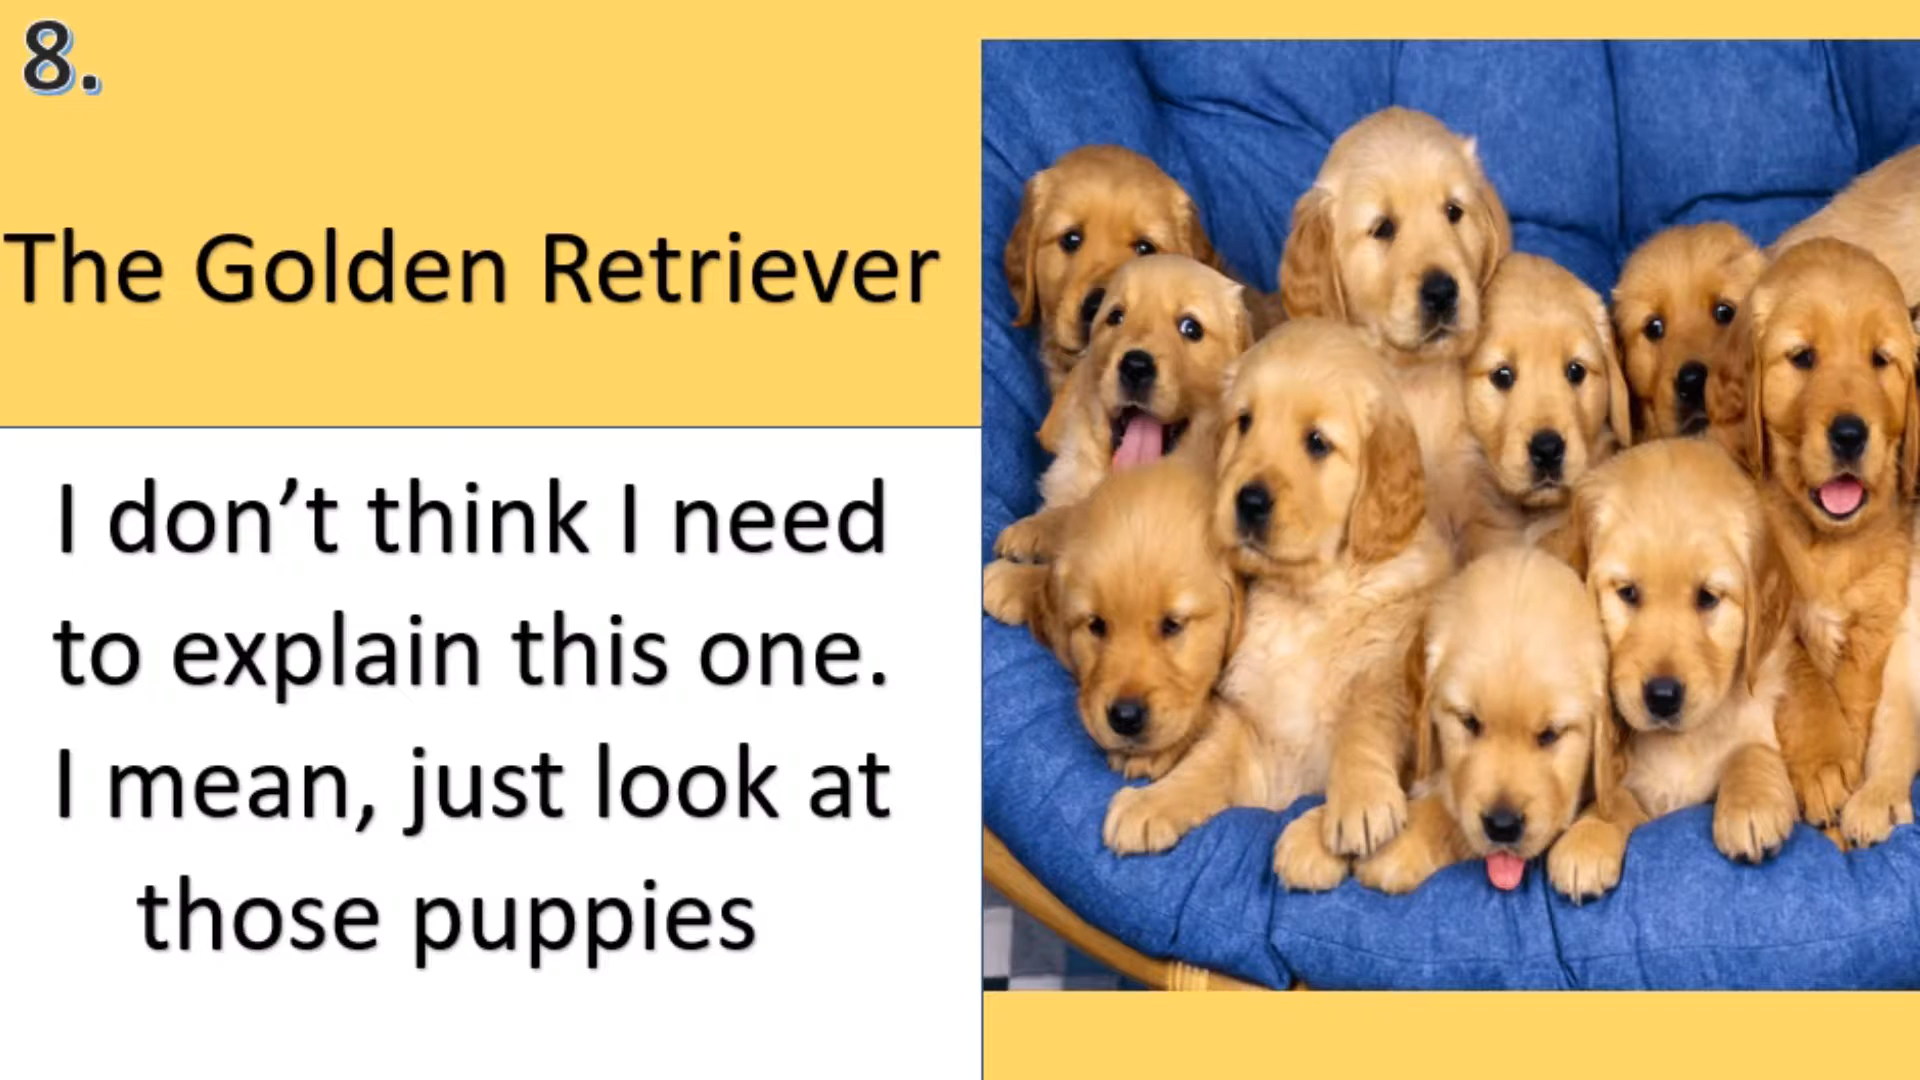 8.
The Golden Retriever
I don’t think I need
to explain this one.
I mean, just look at
those puppies